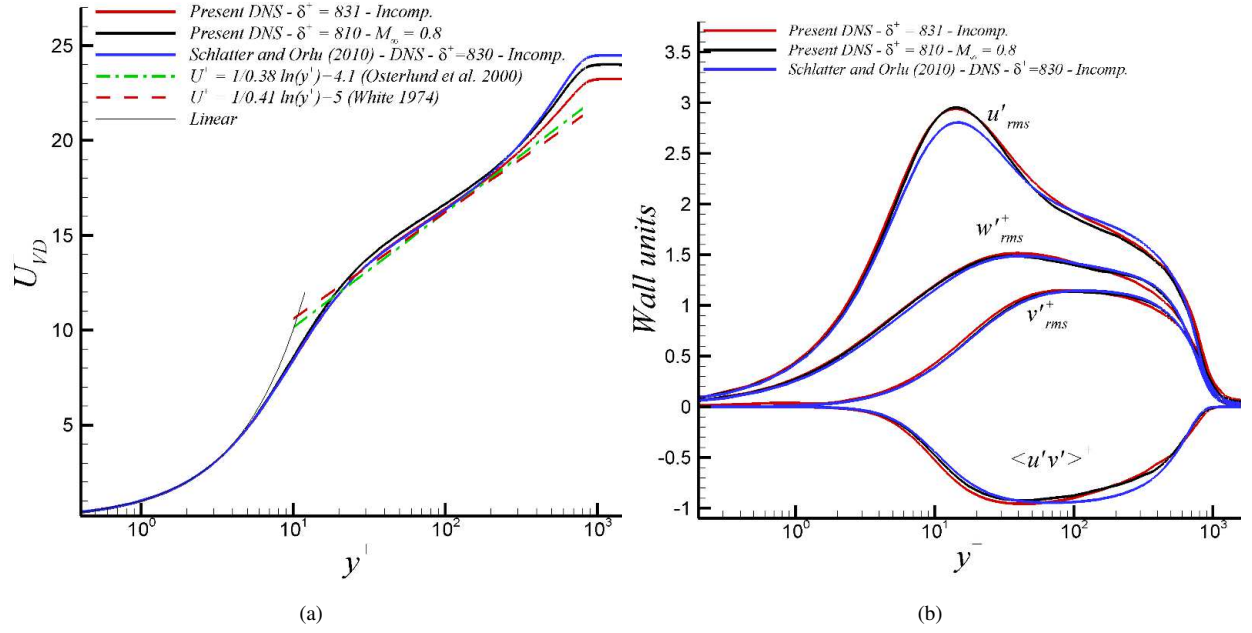 Present DNS - δ⁺ = 831 - Incomp.
Present DNS - δ⁺ = 810 - M∞ = 0.8
Schlatter and Orlu (2010) - DNS - δ⁺=830 - Incomp.
U⁺ = 1/0.38 ln(y⁺)−4.1 (Osterlund et al. 2000)
U⁺ = 1/0.41 ln(y⁺)−5 (White 1974)
Linear
25
20
15
10
5
U_VD
10⁰ 10¹ 10² 10³
y⁺
(a)
Present DNS - δ⁺ − 831 - Incomp.
Present DNS - δ⁺ = 810 - M∞ = 0.8
Schlatter and Orlu (2010) - DNS - δ⁺=830 - Incomp.
3.5
3
2.5
2
1.5
1
0.5
0
-0.5
-1
Wall units
u'rms
w'⁺rms
v'⁺rms
<u'v'>⁺
10⁰ 10¹ 10² 10³
y⁻
(b)